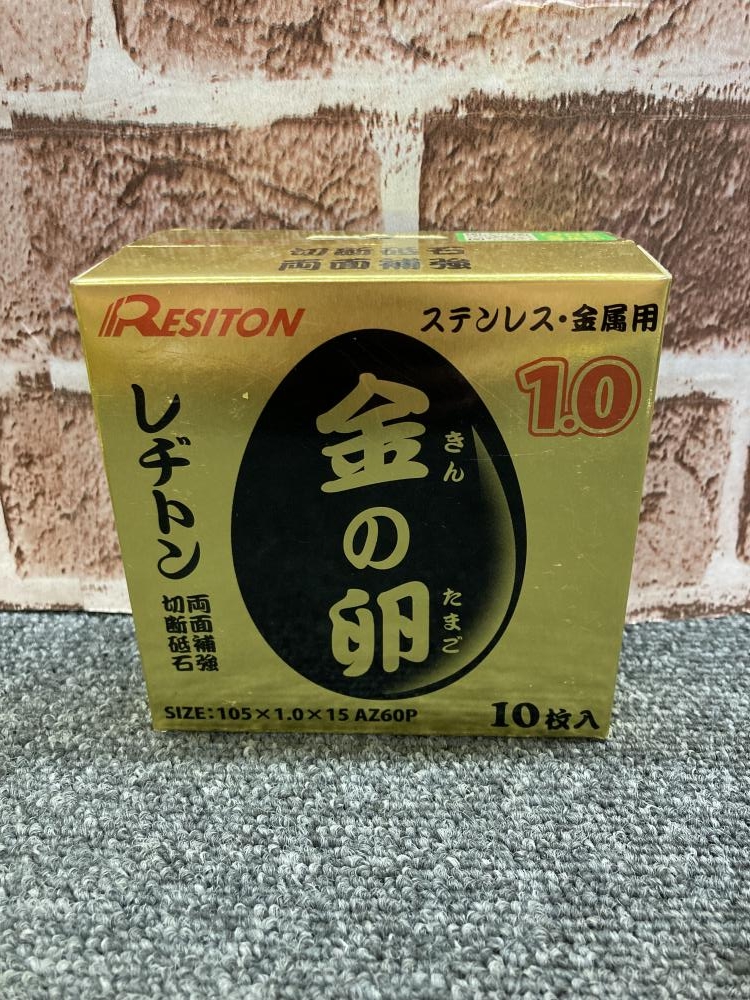 切断砥石
両面補強
RESITON
ステンレス・金属用
1.0
レヂトン
金の卵
きん
たまご
両面補強
切断砥石
SIZE:105×1.0×15 AZ60P
10枚入